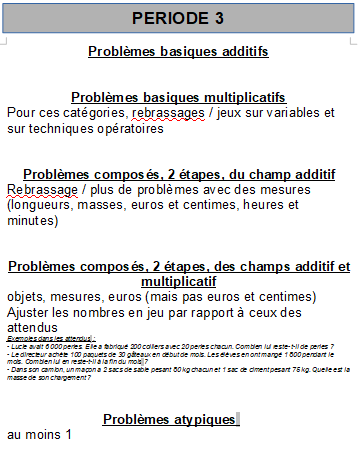 PERIODE 3
Problèmes basiques additifs
Problèmes basiques multiplicatifs
Pour ces catégories, rebrassages / jeux sur variables et
sur techniques opératoires
Problèmes composés, 2 étapes, du champ additif
Rebrassage / plus de problèmes avec des mesures
(longueurs, masses, euros et centimes, heures et
minutes)
Problèmes composés, 2 étapes, des champs additif et
multiplicatif
objets, mesures, euros (mais pas euros et centimes)
Ajuster les nombres en jeu par rapport à ceux des
attendus
Exemples dans les attendus :
- Lucie avait 6000 perles. Elle a fabriqué 200 colliers avec 20 perles chacun. Combien lui reste-t-il de perles ?
- Le directeur achète 100 paquets de 30 gâteaux en début de mois. Les élèves en ont mangé 1600 pendant le
mois. Combien lui en reste-t-il à la fin du mois ?
- Dans son camion, un maçon a 2 sacs de sable pesant 60 kg chacun et 1 sac de ciment pesant 75 kg. Quelle est la
masse de son chargement ?
Problèmes atypiques
au moins 1